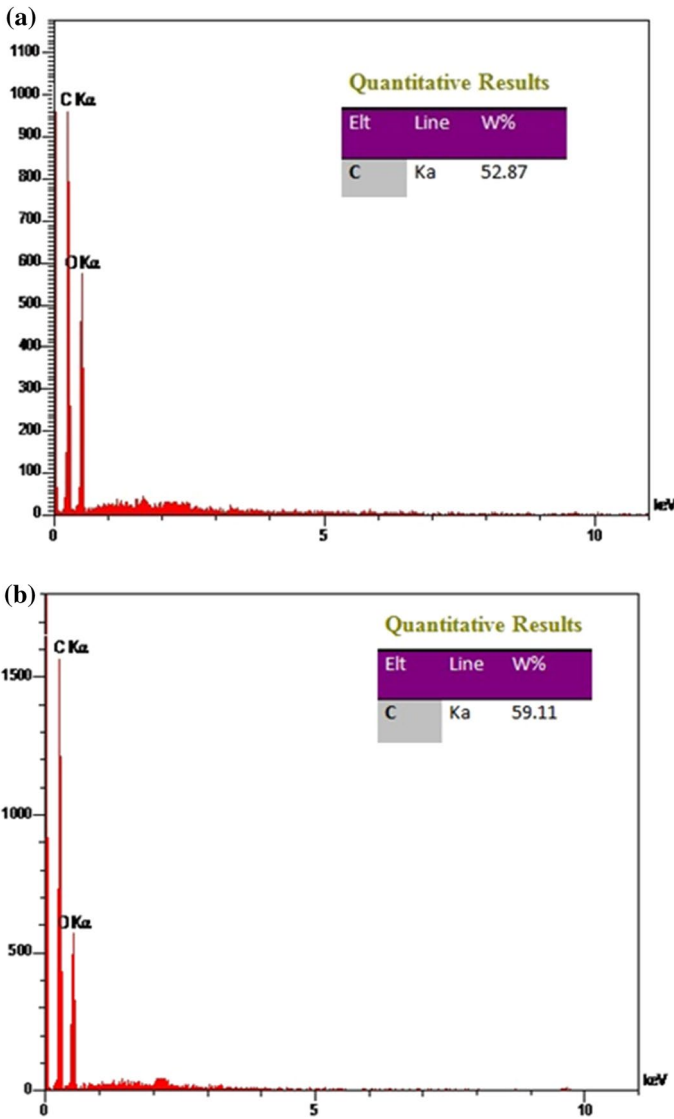 (a)
1100
1000
900
800
700
600
500
400
300
200
100
0
C Kα
O Kα
Quantitative Results
Elt Line W%
C Ka 52.87
0 5 10 keV
(b)
1500
1000
500
0
C Kα
O Kα
Quantitative Results
Elt Line W%
C Ka 59.11
0 5 10 keV